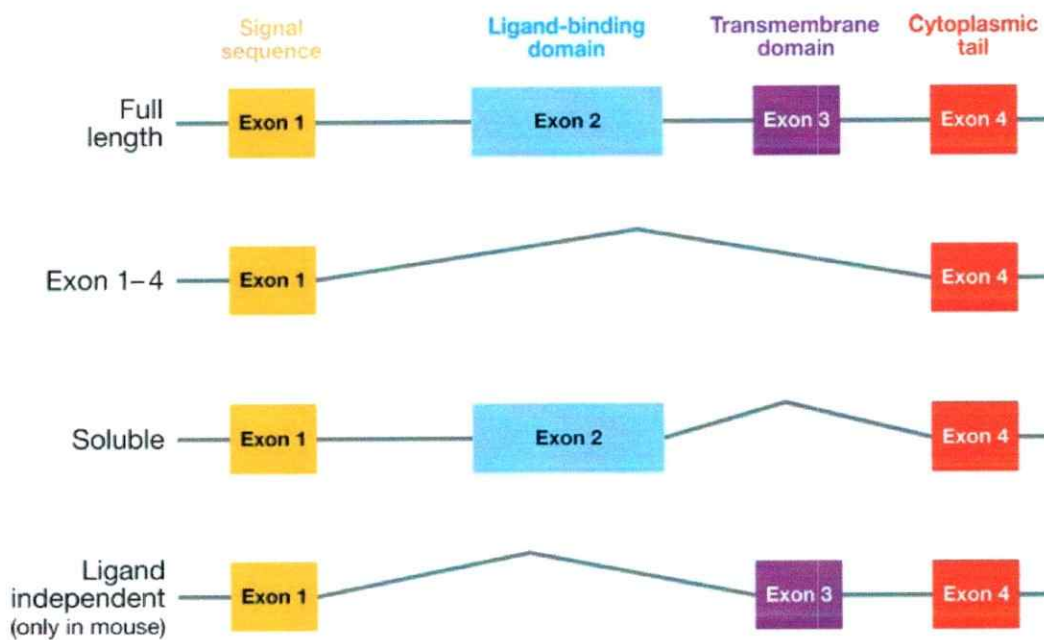 Signal
sequence
Ligand-binding
domain
Transmembrane
domain
Cytoplasmic
tail
Full
length
Exon 1
Exon 2
Exon 3
Exon 4
Exon 1–4
Exon 1
Exon 4
Soluble
Exon 1
Exon 2
Exon 4
Ligand
independent
(only in mouse)
Exon 1
Exon 3
Exon 4